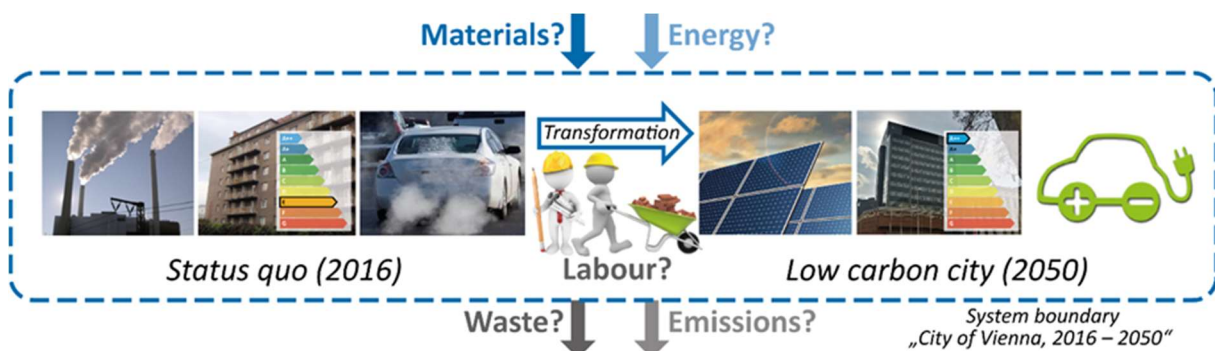 Materials? Energy?
Transformation
A++
A+
A
B
C
E
F
G
A++
A+
A
B
C
G
Status quo (2016) Labour? Low carbon city (2050)
Waste? Emissions?
System boundary
„City of Vienna, 2016 – 2050“